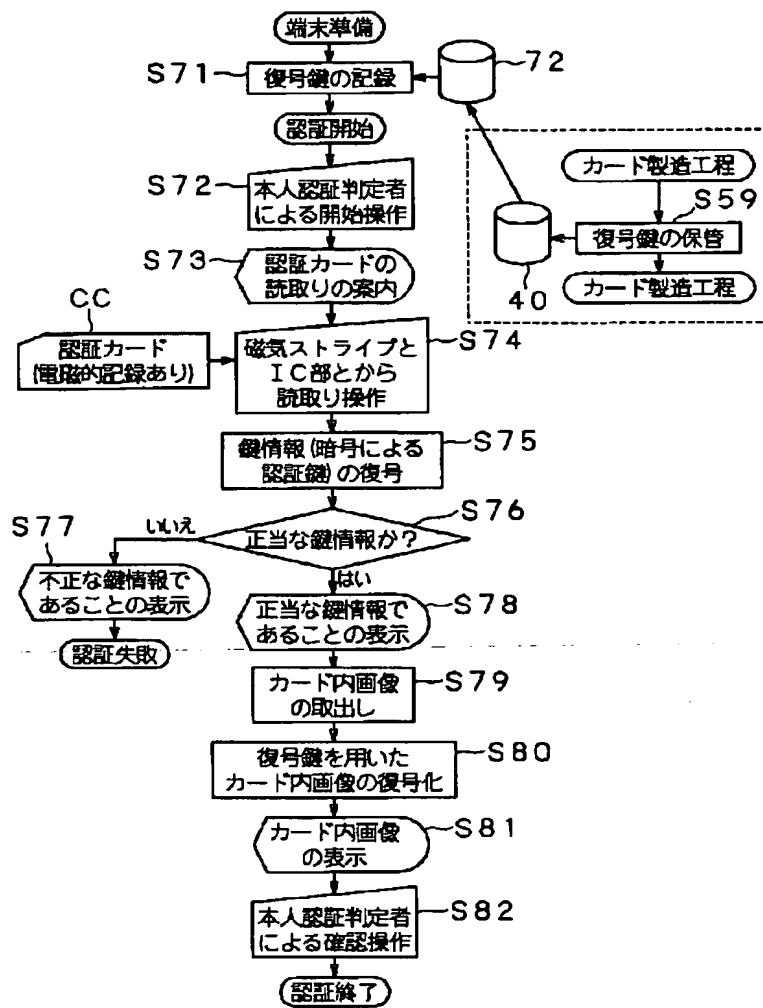 端末準備
S71
復号鍵の記録
72
認証開始
S72
本人認証判定者
による開始操作
カード製造工程
S59
復号鍵の保管
40
カード製造工程
S73
認証カードの
読取りの案内
CC
認証カード
(電磁的記録あり)
磁気ストライプと
IC部とから
読取り操作
S74
鍵情報(暗号による
認証鍵)の復号
S75
正当な鍵情報か?
S76
いいえ
はい
S77
不正な鍵情報で
あることの表示
認証失敗
正当な鍵情報で
あることの表示
S78
カード内画像
の取出し
S79
復号鍵を用いた
カード内画像の復号化
S80
カード内画像
の表示
S81
本人認証判定者
による確認操作
S82
認証終了